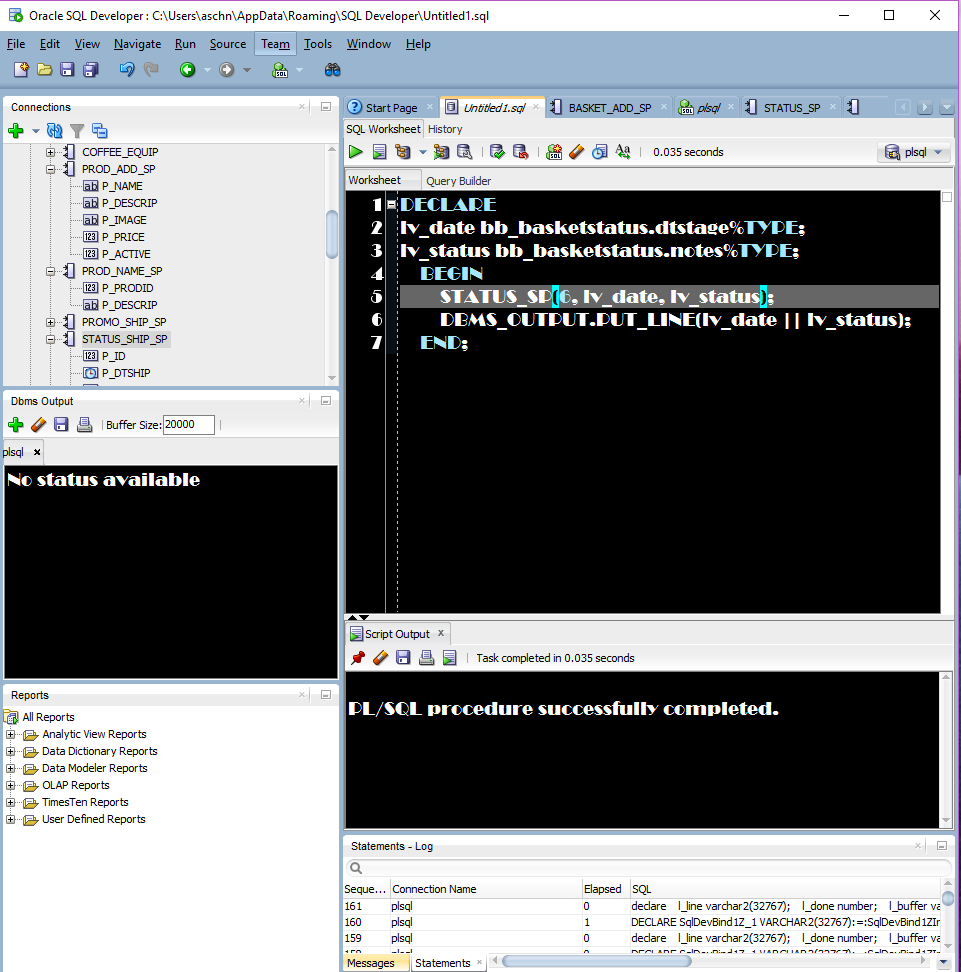 Oracle SQL Developer : C:\Users\aschn\AppData\Roaming\SQL Developer\Untitled1.sql
File Edit View Navigate Run Source Team Tools Window Help
Connections
COFFEE_EQUIP
PROD_ADD_SP
P_NAME
P_DESCRIP
P_IMAGE
P_PRICE
P_ACTIVE
PROD_NAME_SP
P_PRODID
P_DESCRIP
PROMO_SHIP_SP
STATUS_SHIP_SP
P_ID
P_DTSHIP
Dbms Output
Buffer Size: 20000
plsql
No status available
Reports
All Reports
Analytic View Reports
Data Dictionary Reports
Data Modeler Reports
OLAP Reports
TimesTen Reports
User Defined Reports
Start Page Untitled1.sql BASKET_ADD_SP plsql STATUS_SP
SQL Worksheet History
0.035 seconds plsql
Worksheet Query Builder
1 DECLARE
2 lv_date bb_basketstatus.dtstage%TYPE;
3 lv_status bb_basketstatus.notes%TYPE;
4 BEGIN
5 STATUS_SP(6, lv_date, lv_status);
6 DBMS_OUTPUT.PUT_LINE(lv_date || lv_status);
7 END;
Script Output
Task completed in 0.035 seconds
PL/SQL procedure successfully completed.
Statements - Log
Seque... Connection Name Elapsed SQL
161 plsql 0 declare l_line varchar2(32767); l_done number; l_buffer va
160 plsql 1 DECLARE SqlDevBind1Z_1 VARCHAR2(32767):=:SqlDevBind1ZIn
159 plsql 0 declare l_line varchar2(32767); l_done number; l_buffer va
Messages Statements